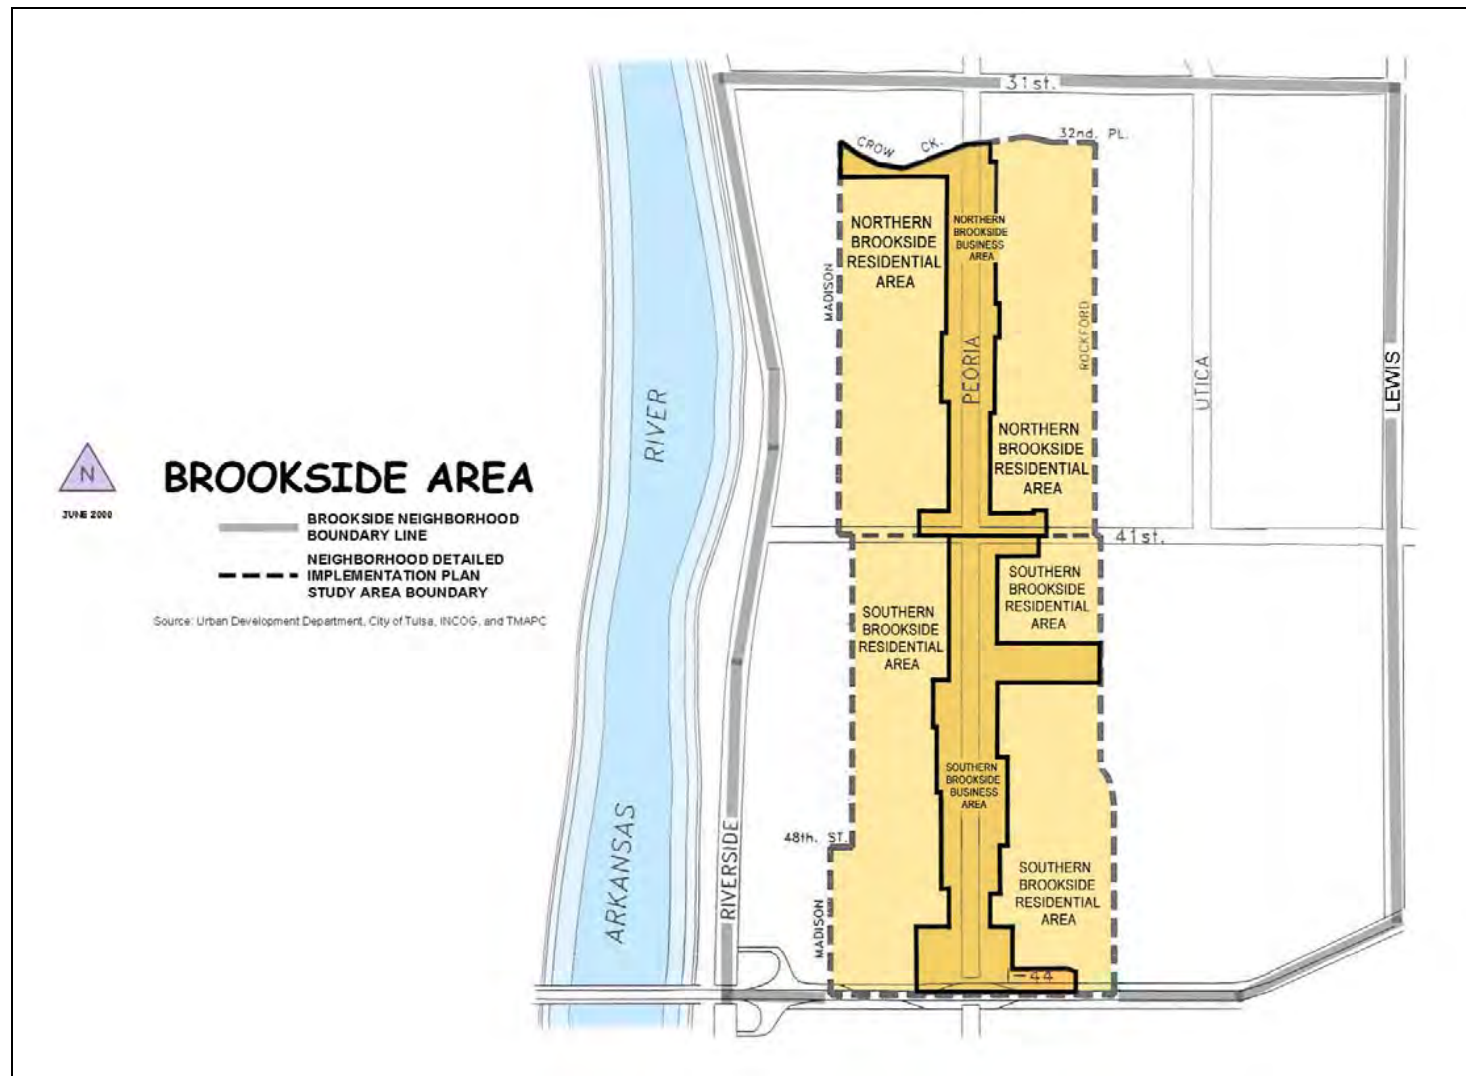 31st.
32nd. PL.
CROW CK.
NORTHERN
BROOKSIDE
RESIDENTIAL
AREA
NORTHERN
BROOKSIDE
BUSINESS
AREA
MADISON
ROCKFORD
PEORIA
UTICA
LEWIS
RIVER
NORTHERN
BROOKSIDE
RESIDENTIAL
AREA
N
JUNE 2000
BROOKSIDE AREA
BROOKSIDE NEIGHBORHOOD
BOUNDARY LINE
NEIGHBORHOOD DETAILED
IMPLEMENTATION PLAN
STUDY AREA BOUNDARY
Source: Urban Development Department, City of Tulsa, INCOG, and TMAPC
41st.
SOUTHERN
BROOKSIDE
RESIDENTIAL
AREA
SOUTHERN
BROOKSIDE
RESIDENTIAL
AREA
SOUTHERN
BROOKSIDE
BUSINESS
AREA
48th. ST.
ARKANSAS
RIVERSIDE
MADISON
SOUTHERN
BROOKSIDE
RESIDENTIAL
AREA
I-44